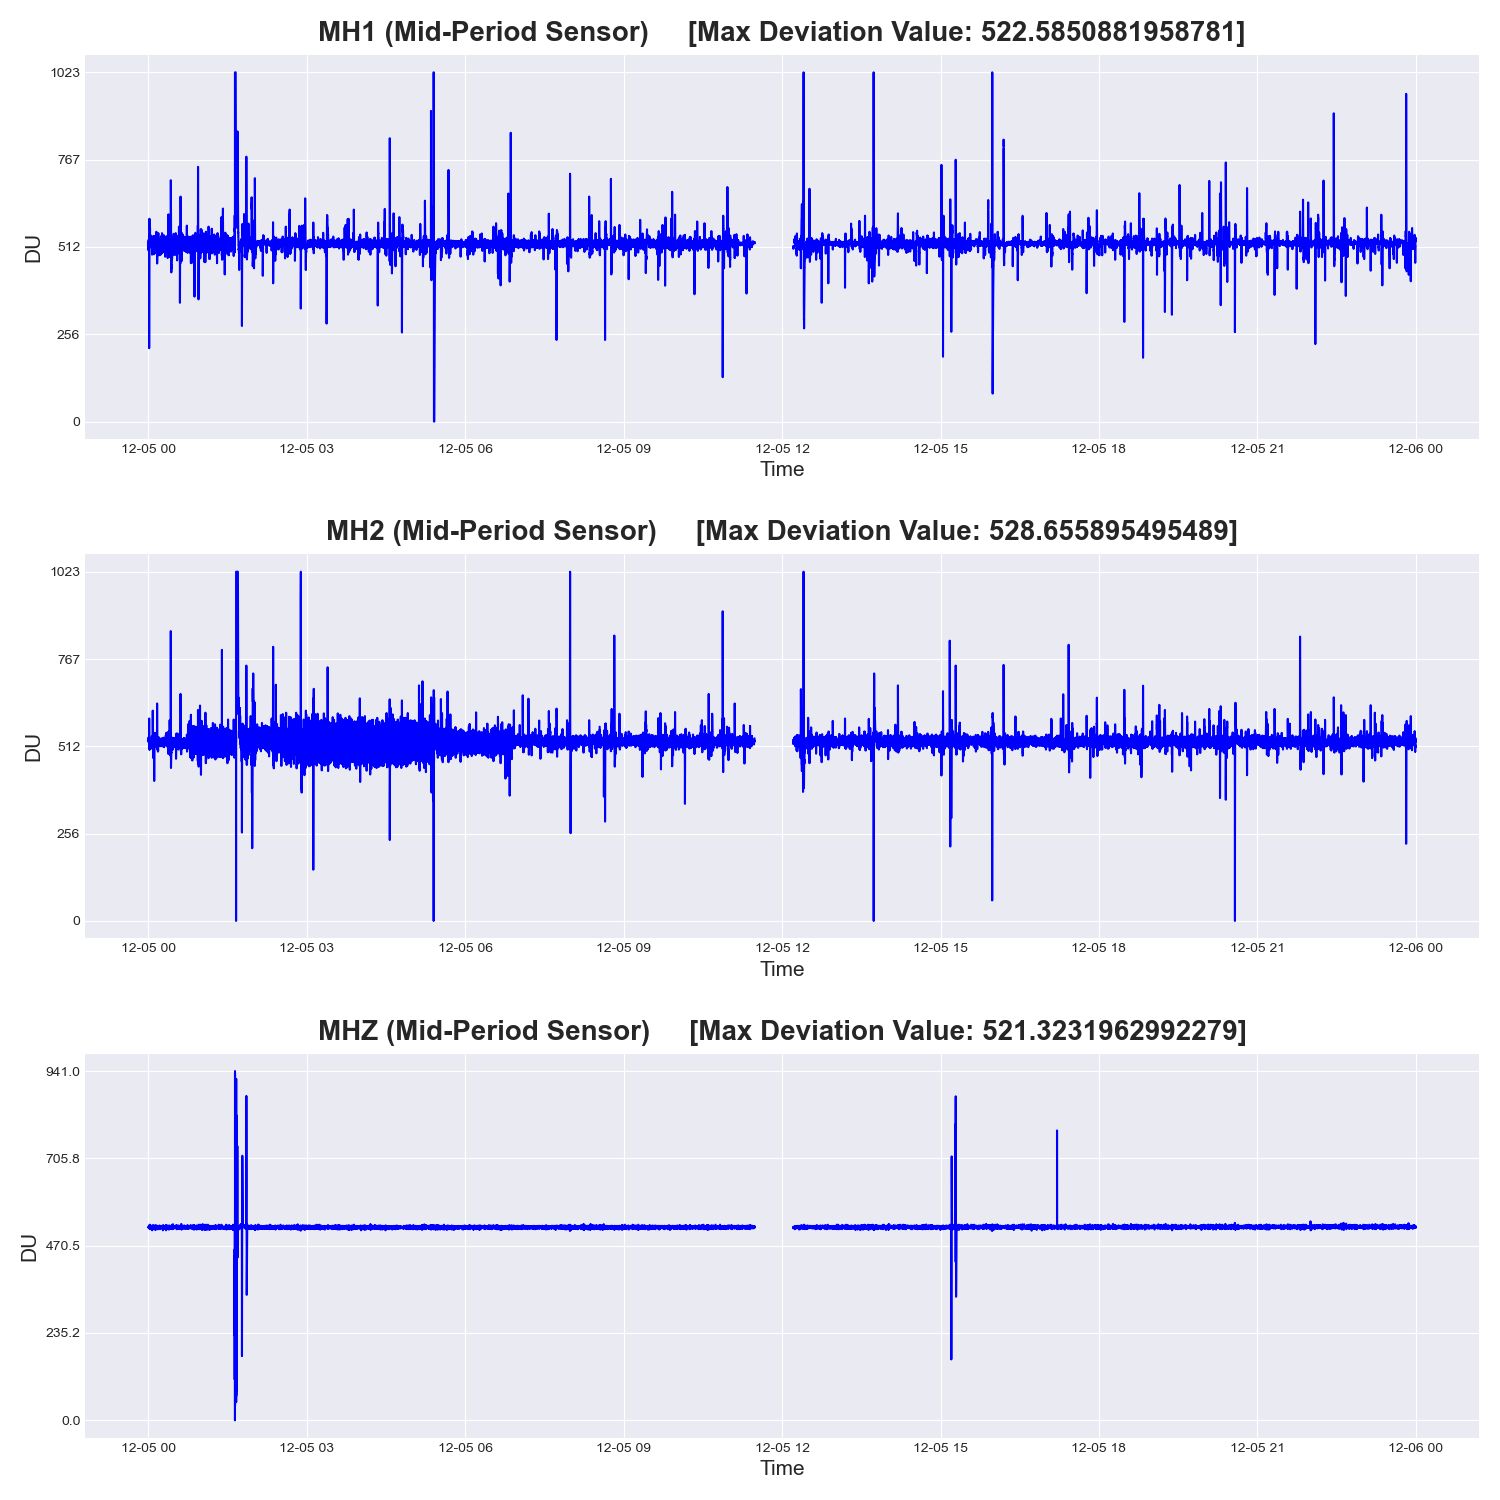 MH1 (Mid-Period Sensor) [Max Deviation Value: 522.5850881958781]
1023
767
512
256
0
DU
12-05 00 12-05 03 12-05 06 12-05 09 12-05 12 12-05 15 12-05 18 12-05 21 12-06 00
Time
MH2 (Mid-Period Sensor) [Max Deviation Value: 528.655895495489]
1023
767
512
256
0
DU
12-05 00 12-05 03 12-05 06 12-05 09 12-05 12 12-05 15 12-05 18 12-05 21 12-06 00
Time
MHZ (Mid-Period Sensor) [Max Deviation Value: 521.3231962992279]
941.0
705.8
470.5
235.2
0.0
DU
12-05 00 12-05 03 12-05 06 12-05 09 12-05 12 12-05 15 12-05 18 12-05 21 12-06 00
Time